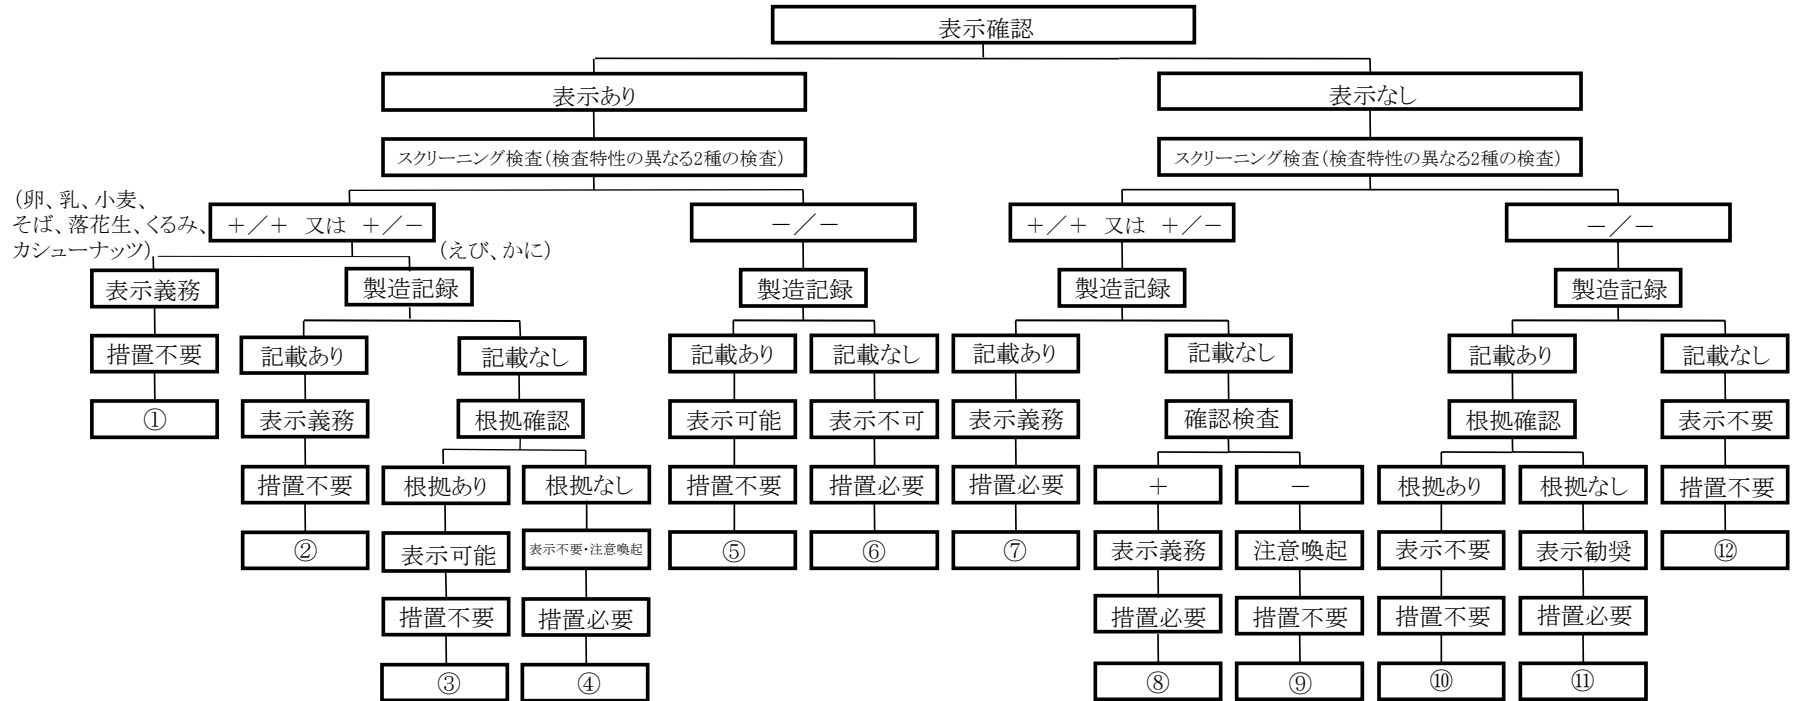 表示確認
表示あり
表示なし
スクリーニング検査(検査特性の異なる2種の検査)
スクリーニング検査(検査特性の異なる2種の検査)
(卵、乳、小麦、
そば、落花生、くるみ、
カシューナッツ)
+/+ 又は +/-
(えび、かに)
-/-
+/+ 又は +/-
-/-
表示義務
製造記録
製造記録
製造記録
製造記録
措置不要
記載あり
記載なし
記載あり
記載なし
記載あり
記載なし
記載あり
記載なし
①
表示義務
根拠確認
表示可能
表示不可
表示義務
確認検査
根拠確認
表示不要
措置不要
根拠あり
根拠なし
措置不要
措置必要
措置必要
+
-
根拠あり
根拠なし
措置不要
②
表示可能
表示不要・注意喚起
⑤
⑥
⑦
表示義務
注意喚起
表示不要
表示勧奨
⑫
措置不要
措置必要
措置必要
措置不要
措置不要
措置必要
③
④
⑧
⑨
⑩
⑪